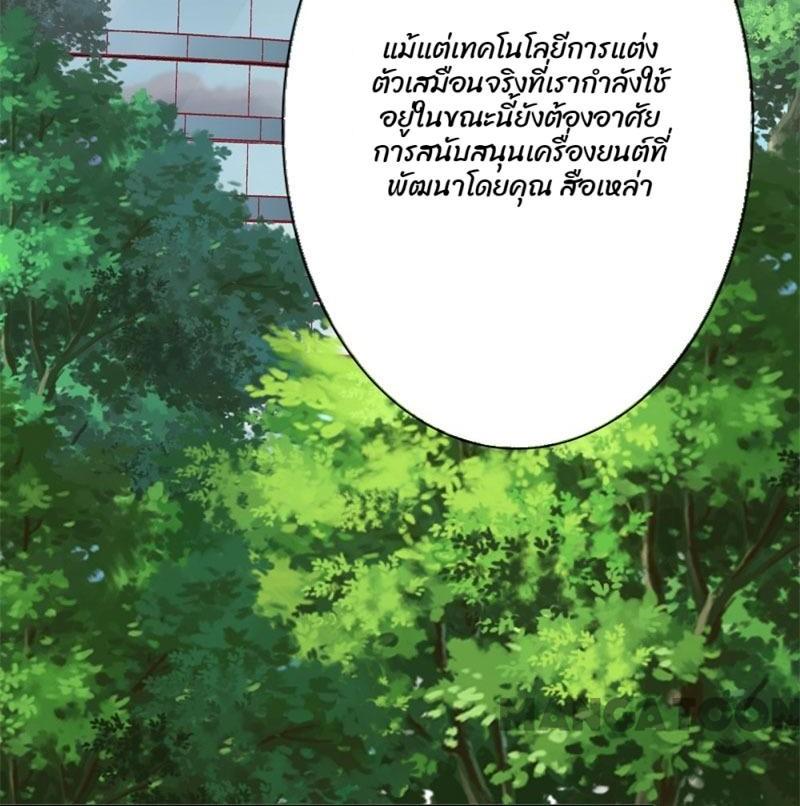 แม้แต่เทคโนโลยีการแต่ง
ตัวเสมือนจริงที่เรากำลังใช้
อยู่ในขณะนี้ยังต้องอาศัย
การสนับสนุนเครื่องยนต์ที่
พัฒนาโดยคุณ สือเหล่า
MANGATOON